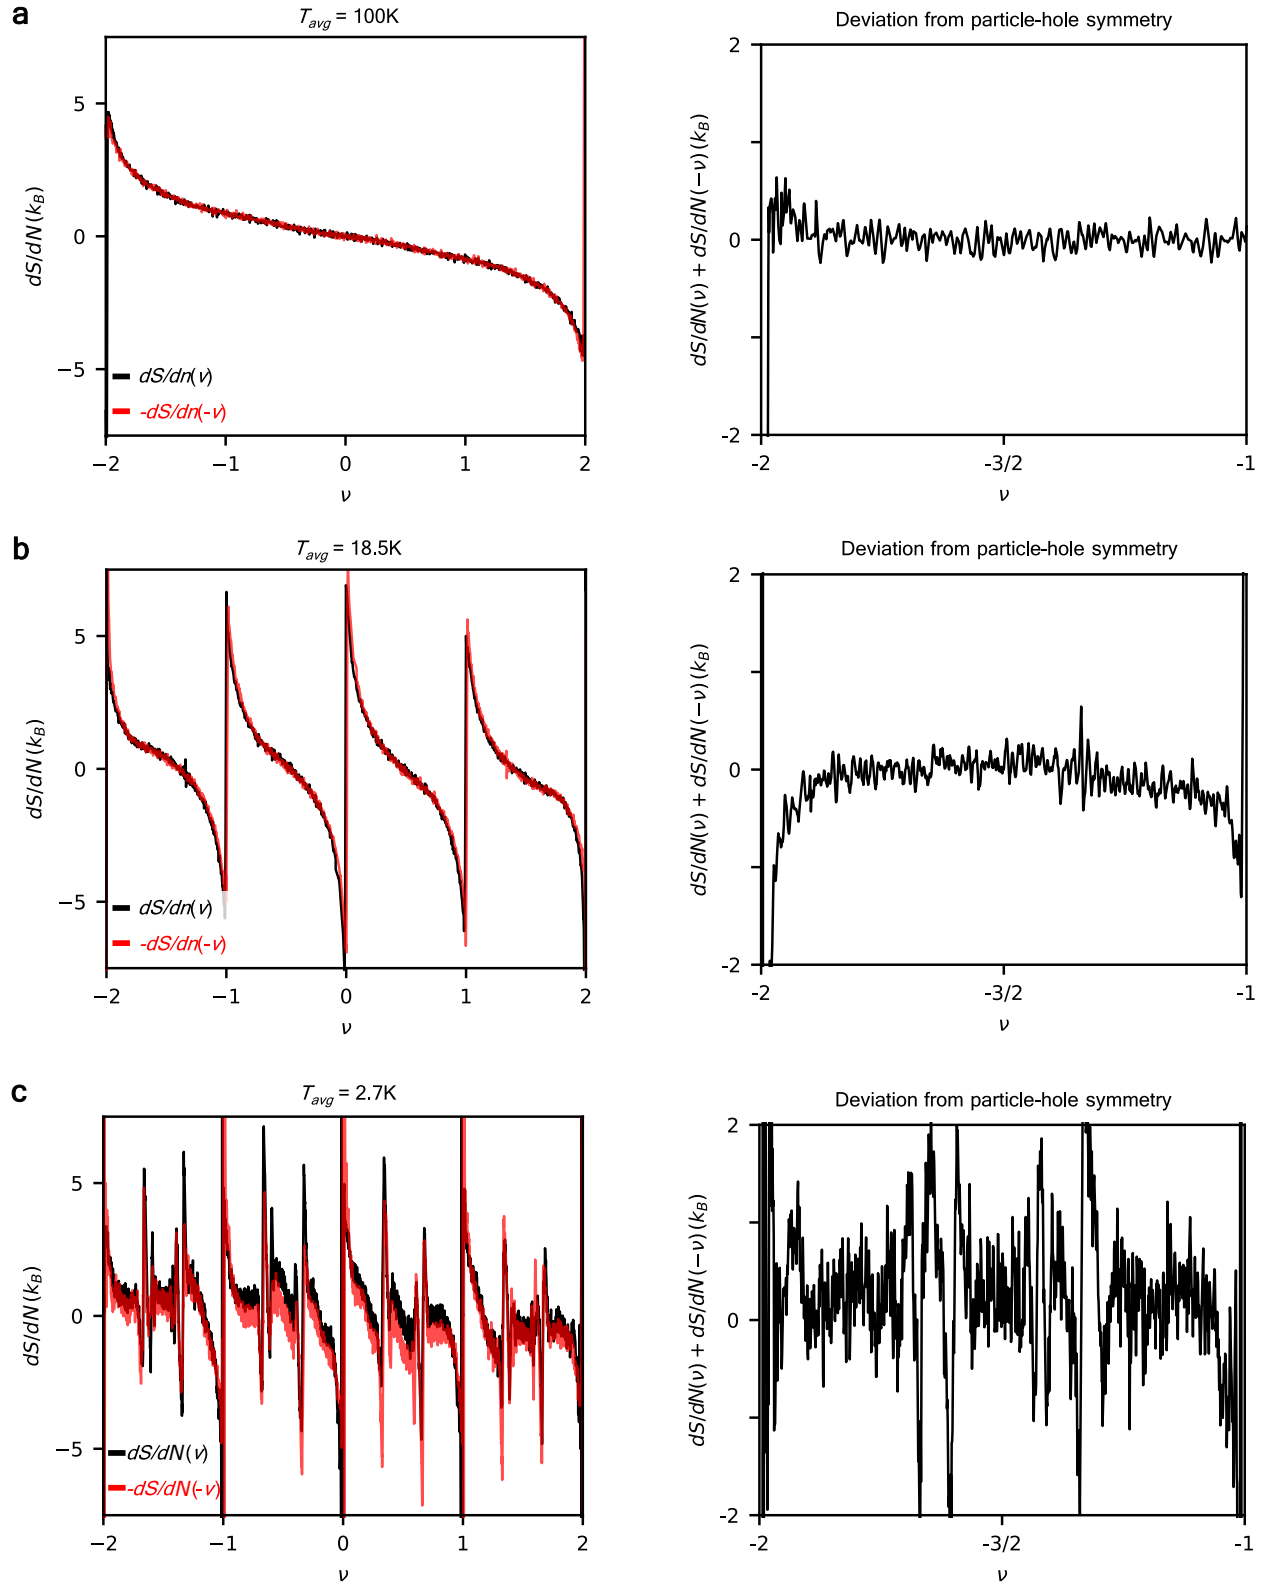 a
T_avg = 100K
Deviation from particle-hole symmetry
dS/dN(k_B)
5
0
−5
dS/dn(ν)
-dS/dn(-ν)
−2 −1 0 1 2
ν
dS/dN(ν) + dS/dN(−ν)(k_B)
2
0
-2
-2 -3/2 -1
ν
b
T_avg = 18.5K
Deviation from particle-hole symmetry
dS/dN(k_B)
5
0
−5
dS/dn(ν)
-dS/dn(-ν)
−2 −1 0 1 2
ν
dS/dN(ν) + dS/dN(−ν)(k_B)
2
0
-2
-2 -3/2 -1
ν
c
T_avg = 2.7K
Deviation from particle-hole symmetry
dS/dN(k_B)
5
0
−5
dS/dN(ν)
-dS/dN(-ν)
−2 −1 0 1 2
ν
dS/dN(ν) + dS/dN(−ν)(k_B)
2
0
-2
-2 -3/2 -1
ν